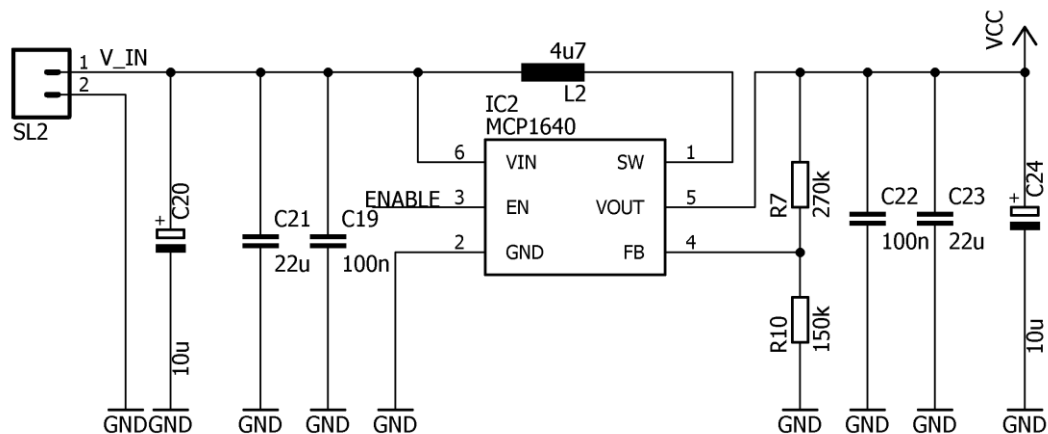 VCC
1
V_IN
2
SL2
4u7
L2
IC2
MCP1640
6
VIN
SW
1
ENABLE
3
EN
VOUT
5
2
GND
FB
4
C20
+
10u
C21
22u
C19
100n
R7
270k
R10
150k
C22
100n
C23
22u
C24
+
10u
GND
GND
GND
GND
GND
GND
GND
GND
GND